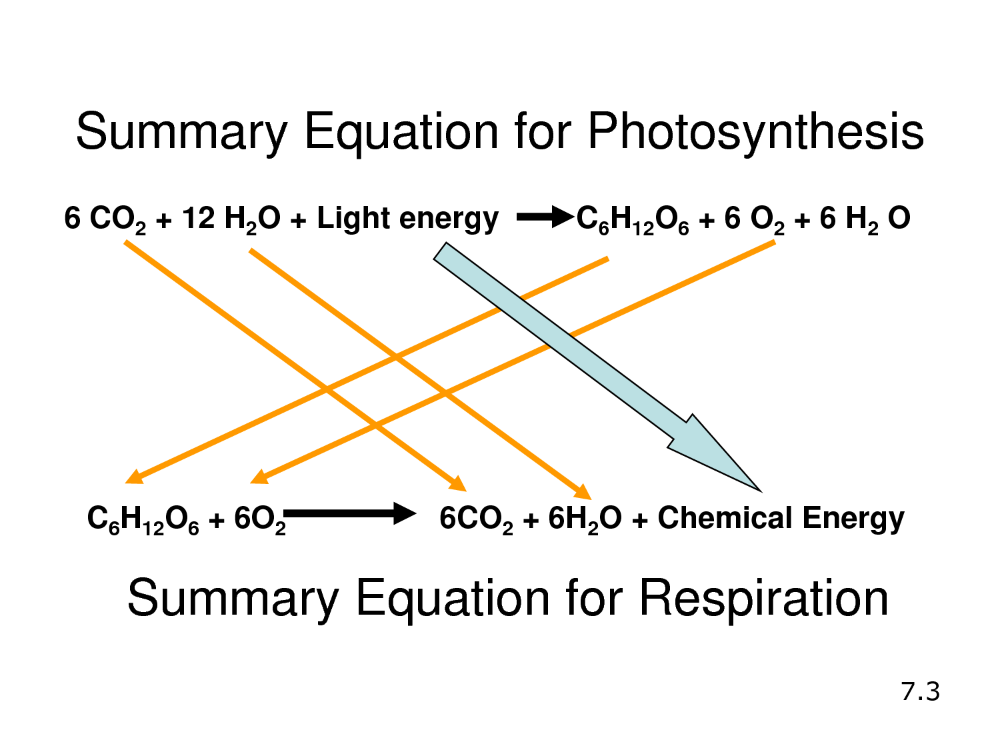 Summary Equation for Photosynthesis
6 CO₂ + 12 H₂O + Light energy C₆H₁₂O₆ + 6 O₂ + 6 H₂ O
C₆H₁₂O₆ + 6O₂ 6CO₂ + 6H₂O + Chemical Energy
Summary Equation for Respiration
7.3